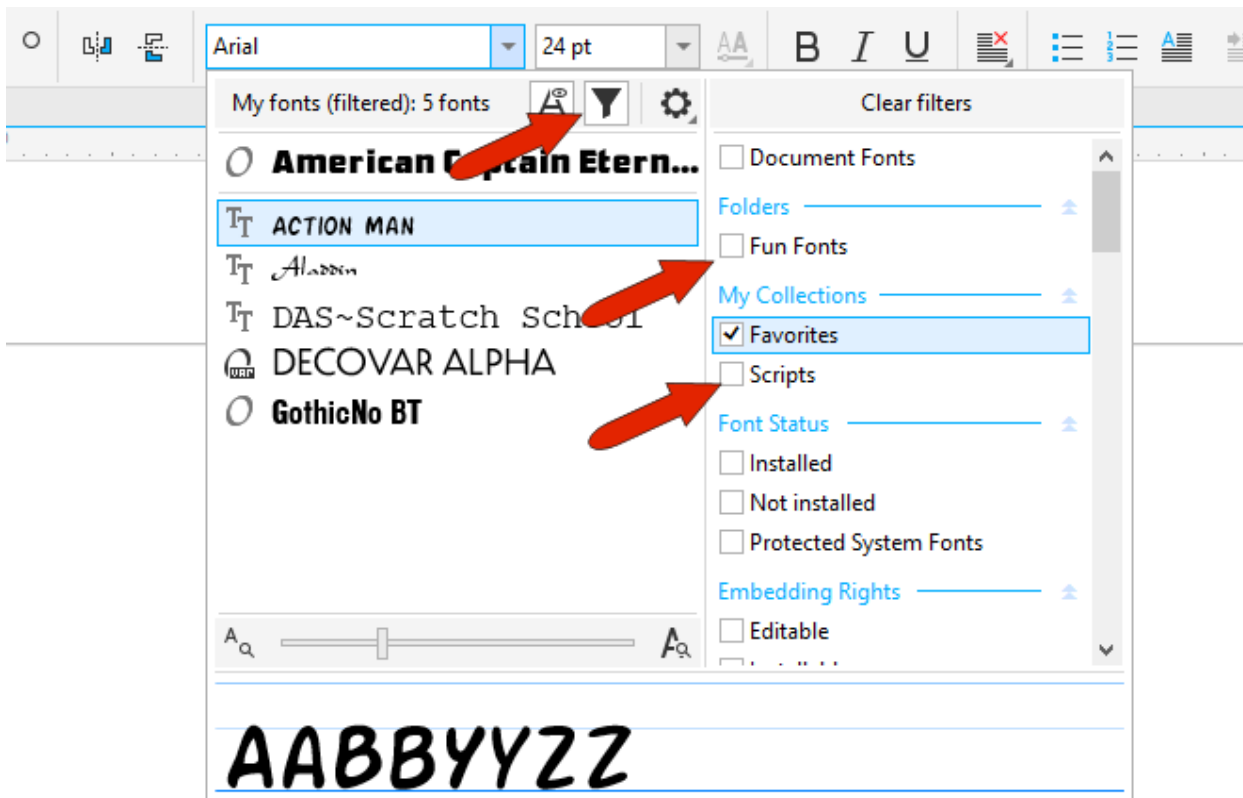 Arial 24 pt AA B I U
My fonts (filtered): 5 fonts
Clear filters
American Captain Etern...
ACTION MAN
Aladdin
DAS~Scratch School
DECOVAR ALPHA
GothicNo BT
Document Fonts
Folders
Fun Fonts
My Collections
Favorites
Scripts
Font Status
Installed
Not installed
Protected System Fonts
Embedding Rights
Editable
AABBYYZZ